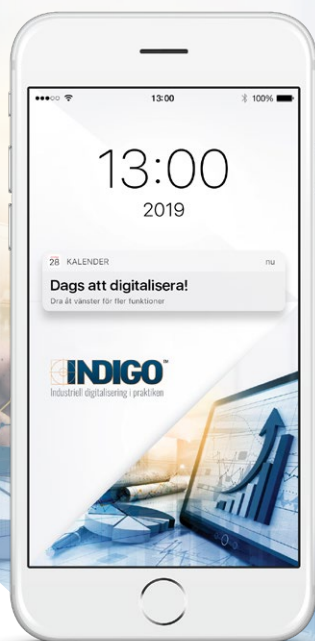 13:00
100%
13:00
2019
28 KALENDER
nu
Dags att digitalisera!
Dra åt vänster för fler funktioner
INDIGO™
Industriell digitalisering i praktiken